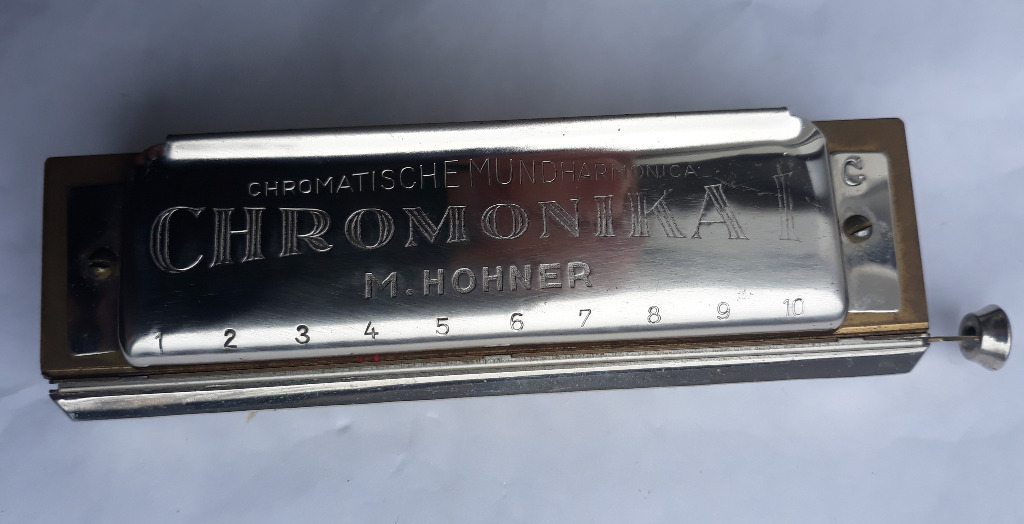 CHROMATISCHE MUNDHARMONICA
CHROMONIKA I
C
M. HOHNER
1 2 3 4 5 6 7 8 9 10